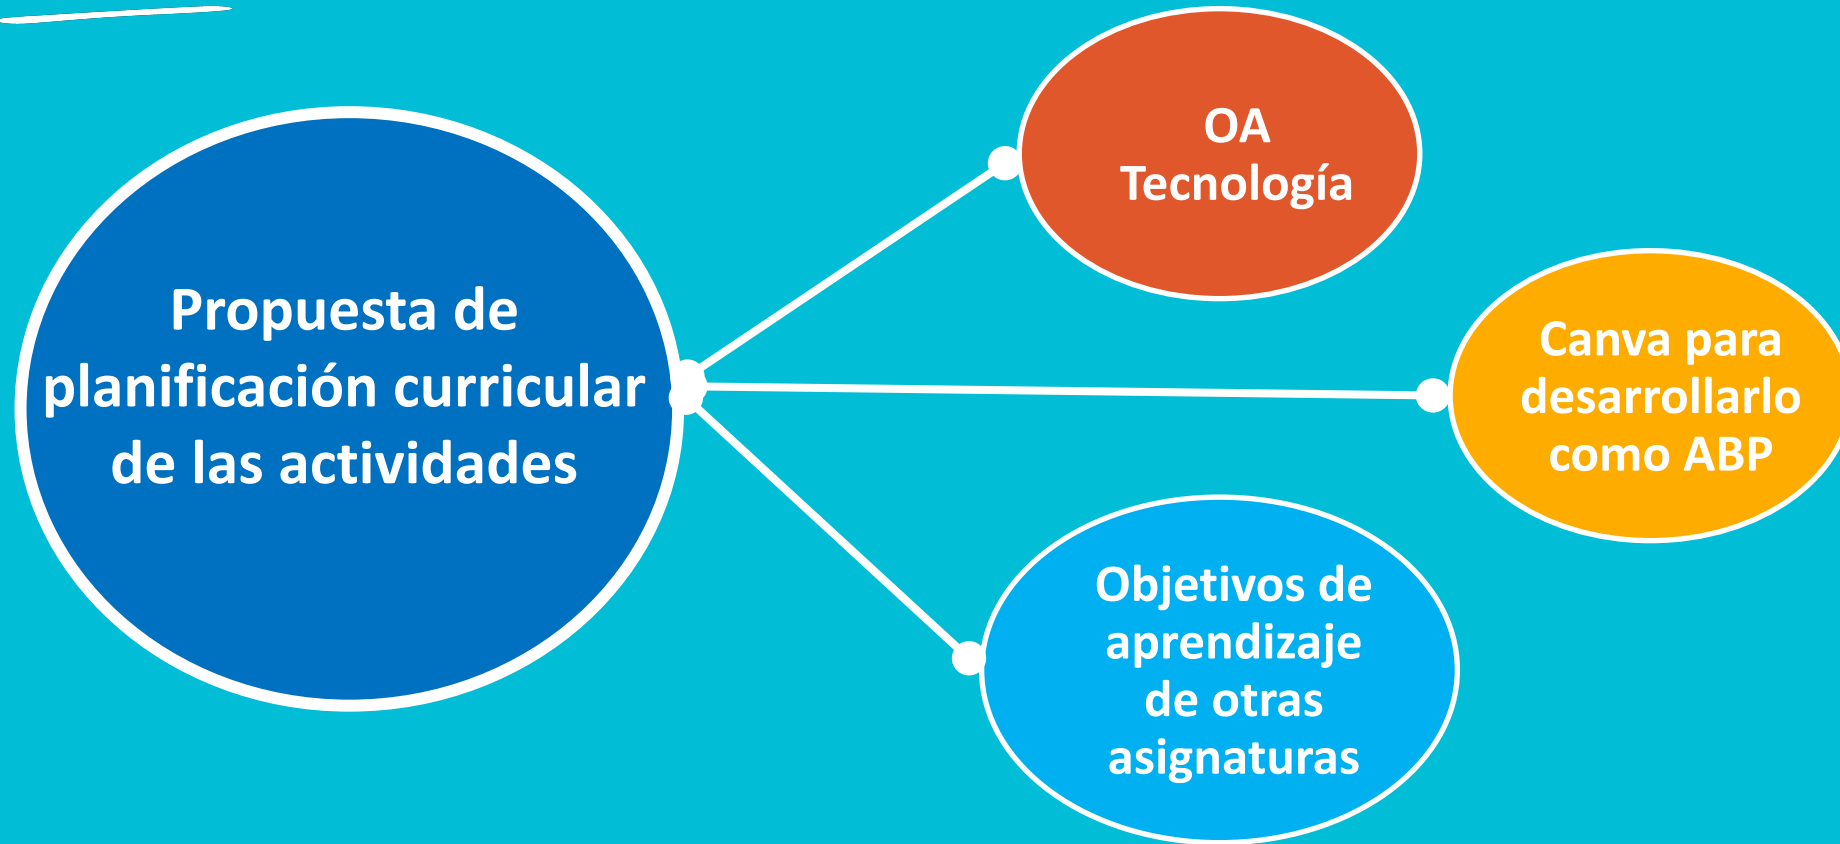 Propuesta de
planificación curricular
de las actividades
OA
Tecnología
Canva para
desarrollarlo
como ABP
Objetivos de
aprendizaje
de otras
asignaturas